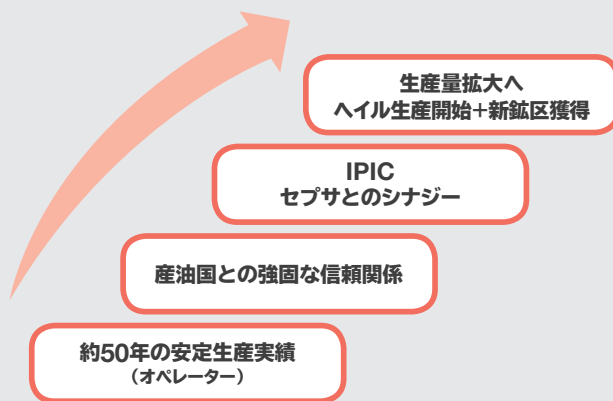 生産量拡大へ
ヘイル生産開始+新鉱区獲得
IPIC
セプサとのシナジー
産油国との強固な信頼関係
約50年の安定生産実績
（オペレーター）